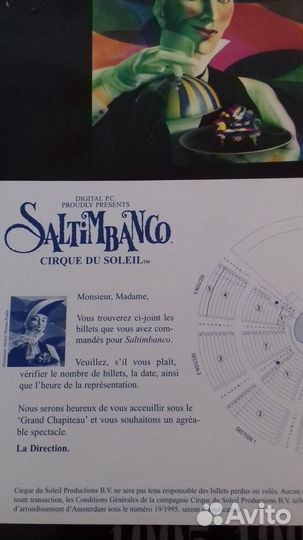 DIGITAL P.C.
PROUDLY PRESENTS
SALTIMBANCO
CIRQUE DU SOLEIL™
Monsieur, Madame,
Vous trouverez ci-joint les
billets que vous avez com-
mandés pour Saltimbanco.
Veuillez, s'il vous plaît,
vérifier le nombre de billets, la date, ainsi
que l'heure de la représentation.
Nous serons heureux de vous acceuillir sous le
'Grand Chapiteau' et vous souhaitons un agréa-
ble spectacle.
La Direction.
SECTION 3
SECTION 2
SECTION 1
Cirque du Soleil Productions B.V. ne sera pas tenu responsable des billets perdus ou volés. Aucun
toute transaction, les Conditions Générales de la compagnie Cirque du Soleil Productions B.V. telle
d'arrondissement d'Amsterdam sous le numéro 19/1995, seront
Avito